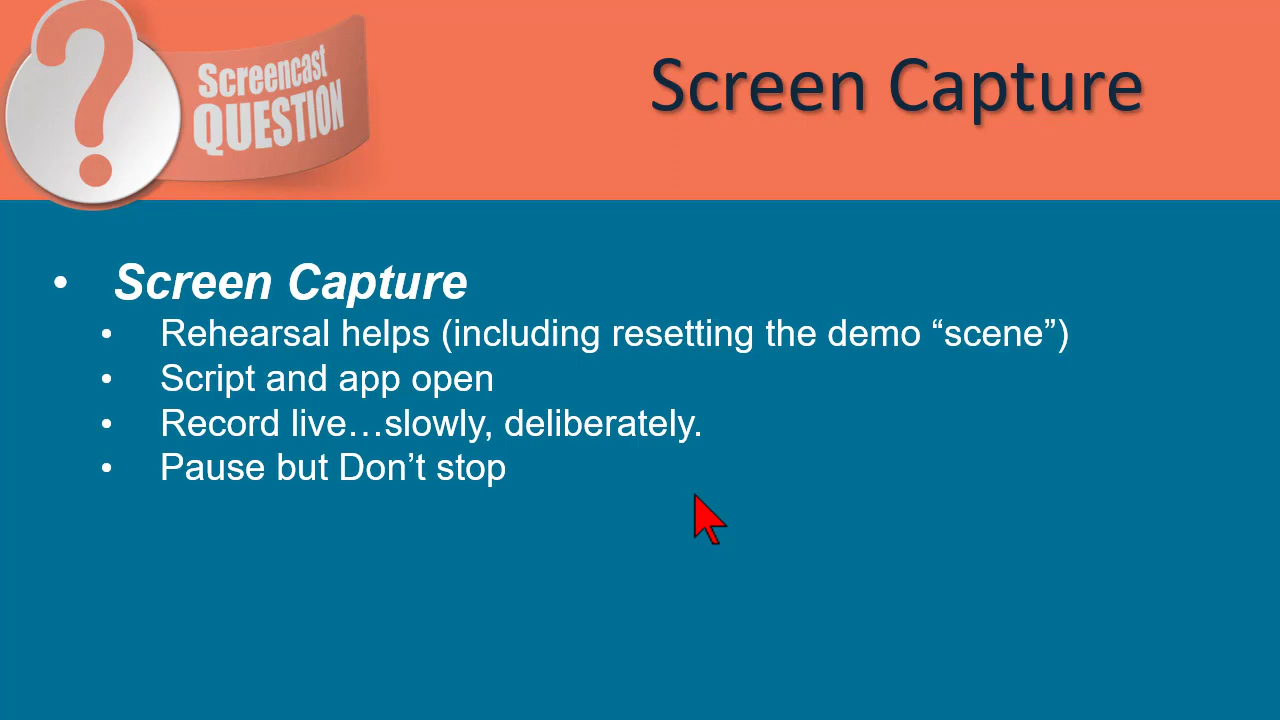 ?
Screencast
QUESTION
Screen Capture
• Screen Capture
• Rehearsal helps (including resetting the demo “scene”)
• Script and app open
• Record live…slowly, deliberately.
• Pause but Don’t stop